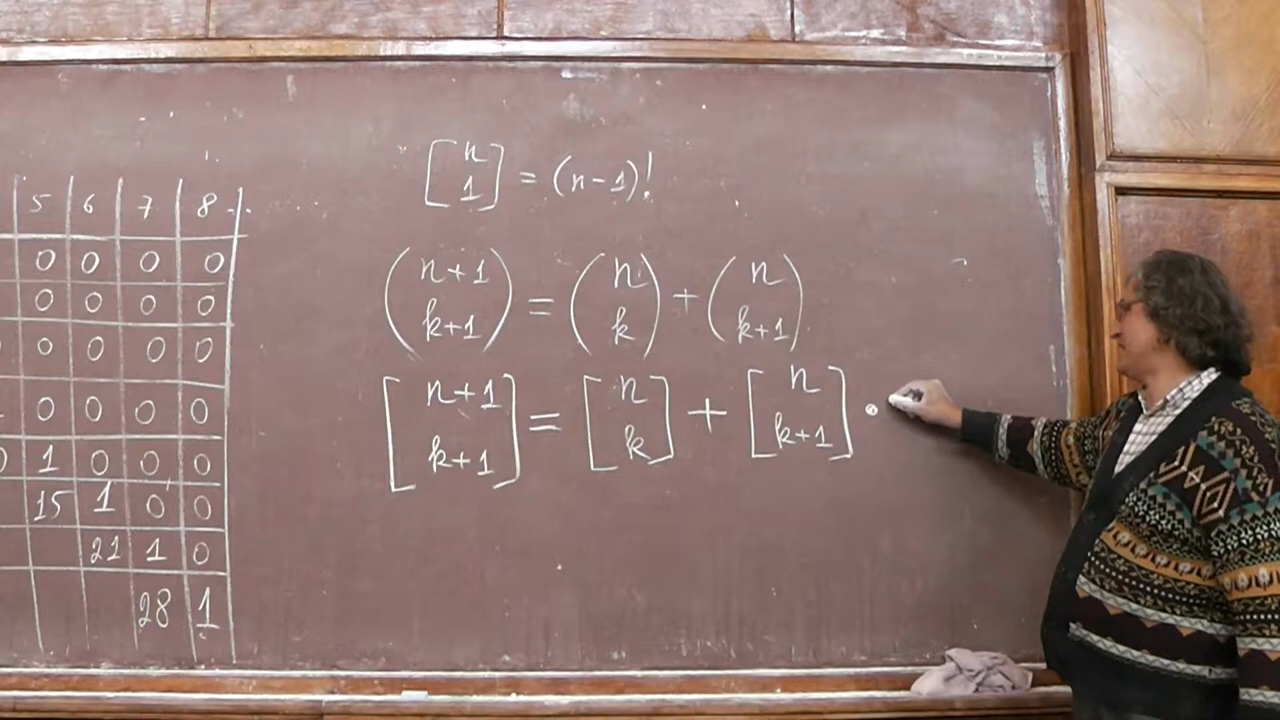 5 6 7 8 ..
0 0 0 0
0 0 0 0
0 0 0 0
0 0 0 0
0 1 0 0 0
15 1 0 0
21 1 0
28 1
[n 1] = (n-1)!
(n+1 k+1) = (n k) + (n k+1)
[n+1 k+1] = [n k] + [n k+1] ·